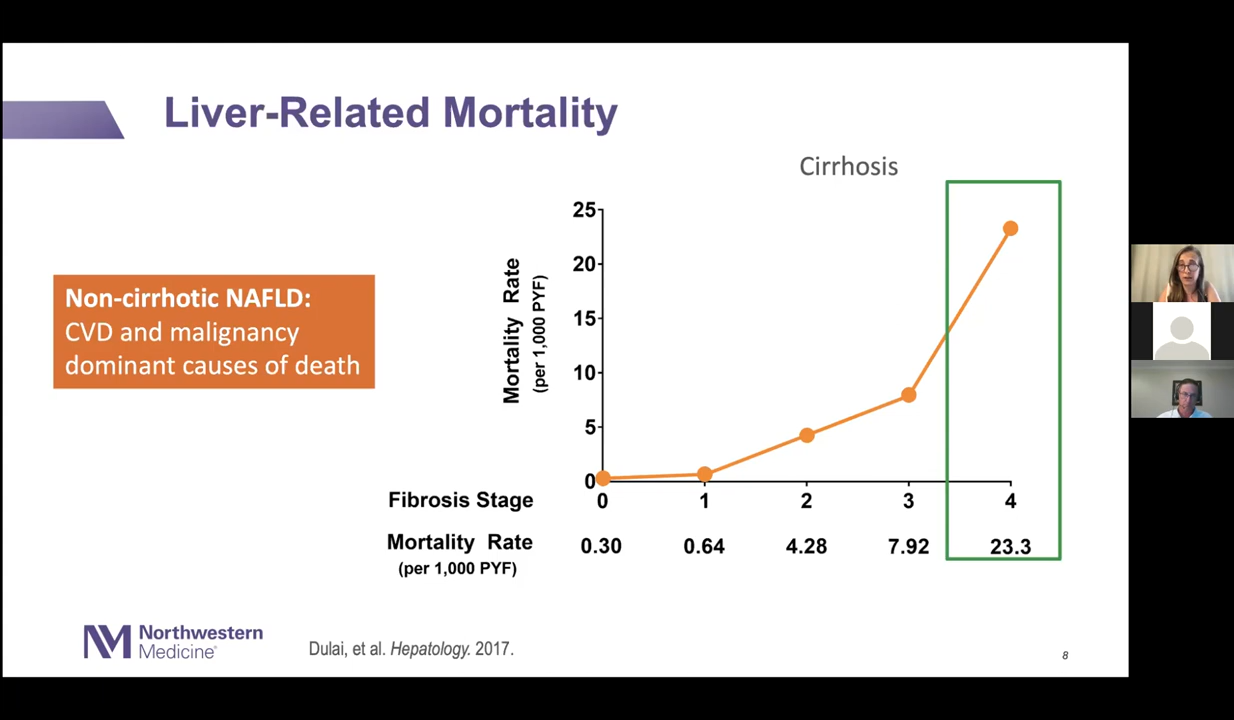 Liver-Related Mortality
Cirrhosis
Non-cirrhotic NAFLD:
CVD and malignancy
dominant causes of death
Mortality Rate
(per 1,000 PYF)
25
20
15
10
5
0
Fibrosis Stage 0 1 2 3 4
Mortality Rate 0.30 0.64 4.28 7.92 23.3
(per 1,000 PYF)
Northwestern
Medicine®
Dulai, et al. Hepatology. 2017.
8